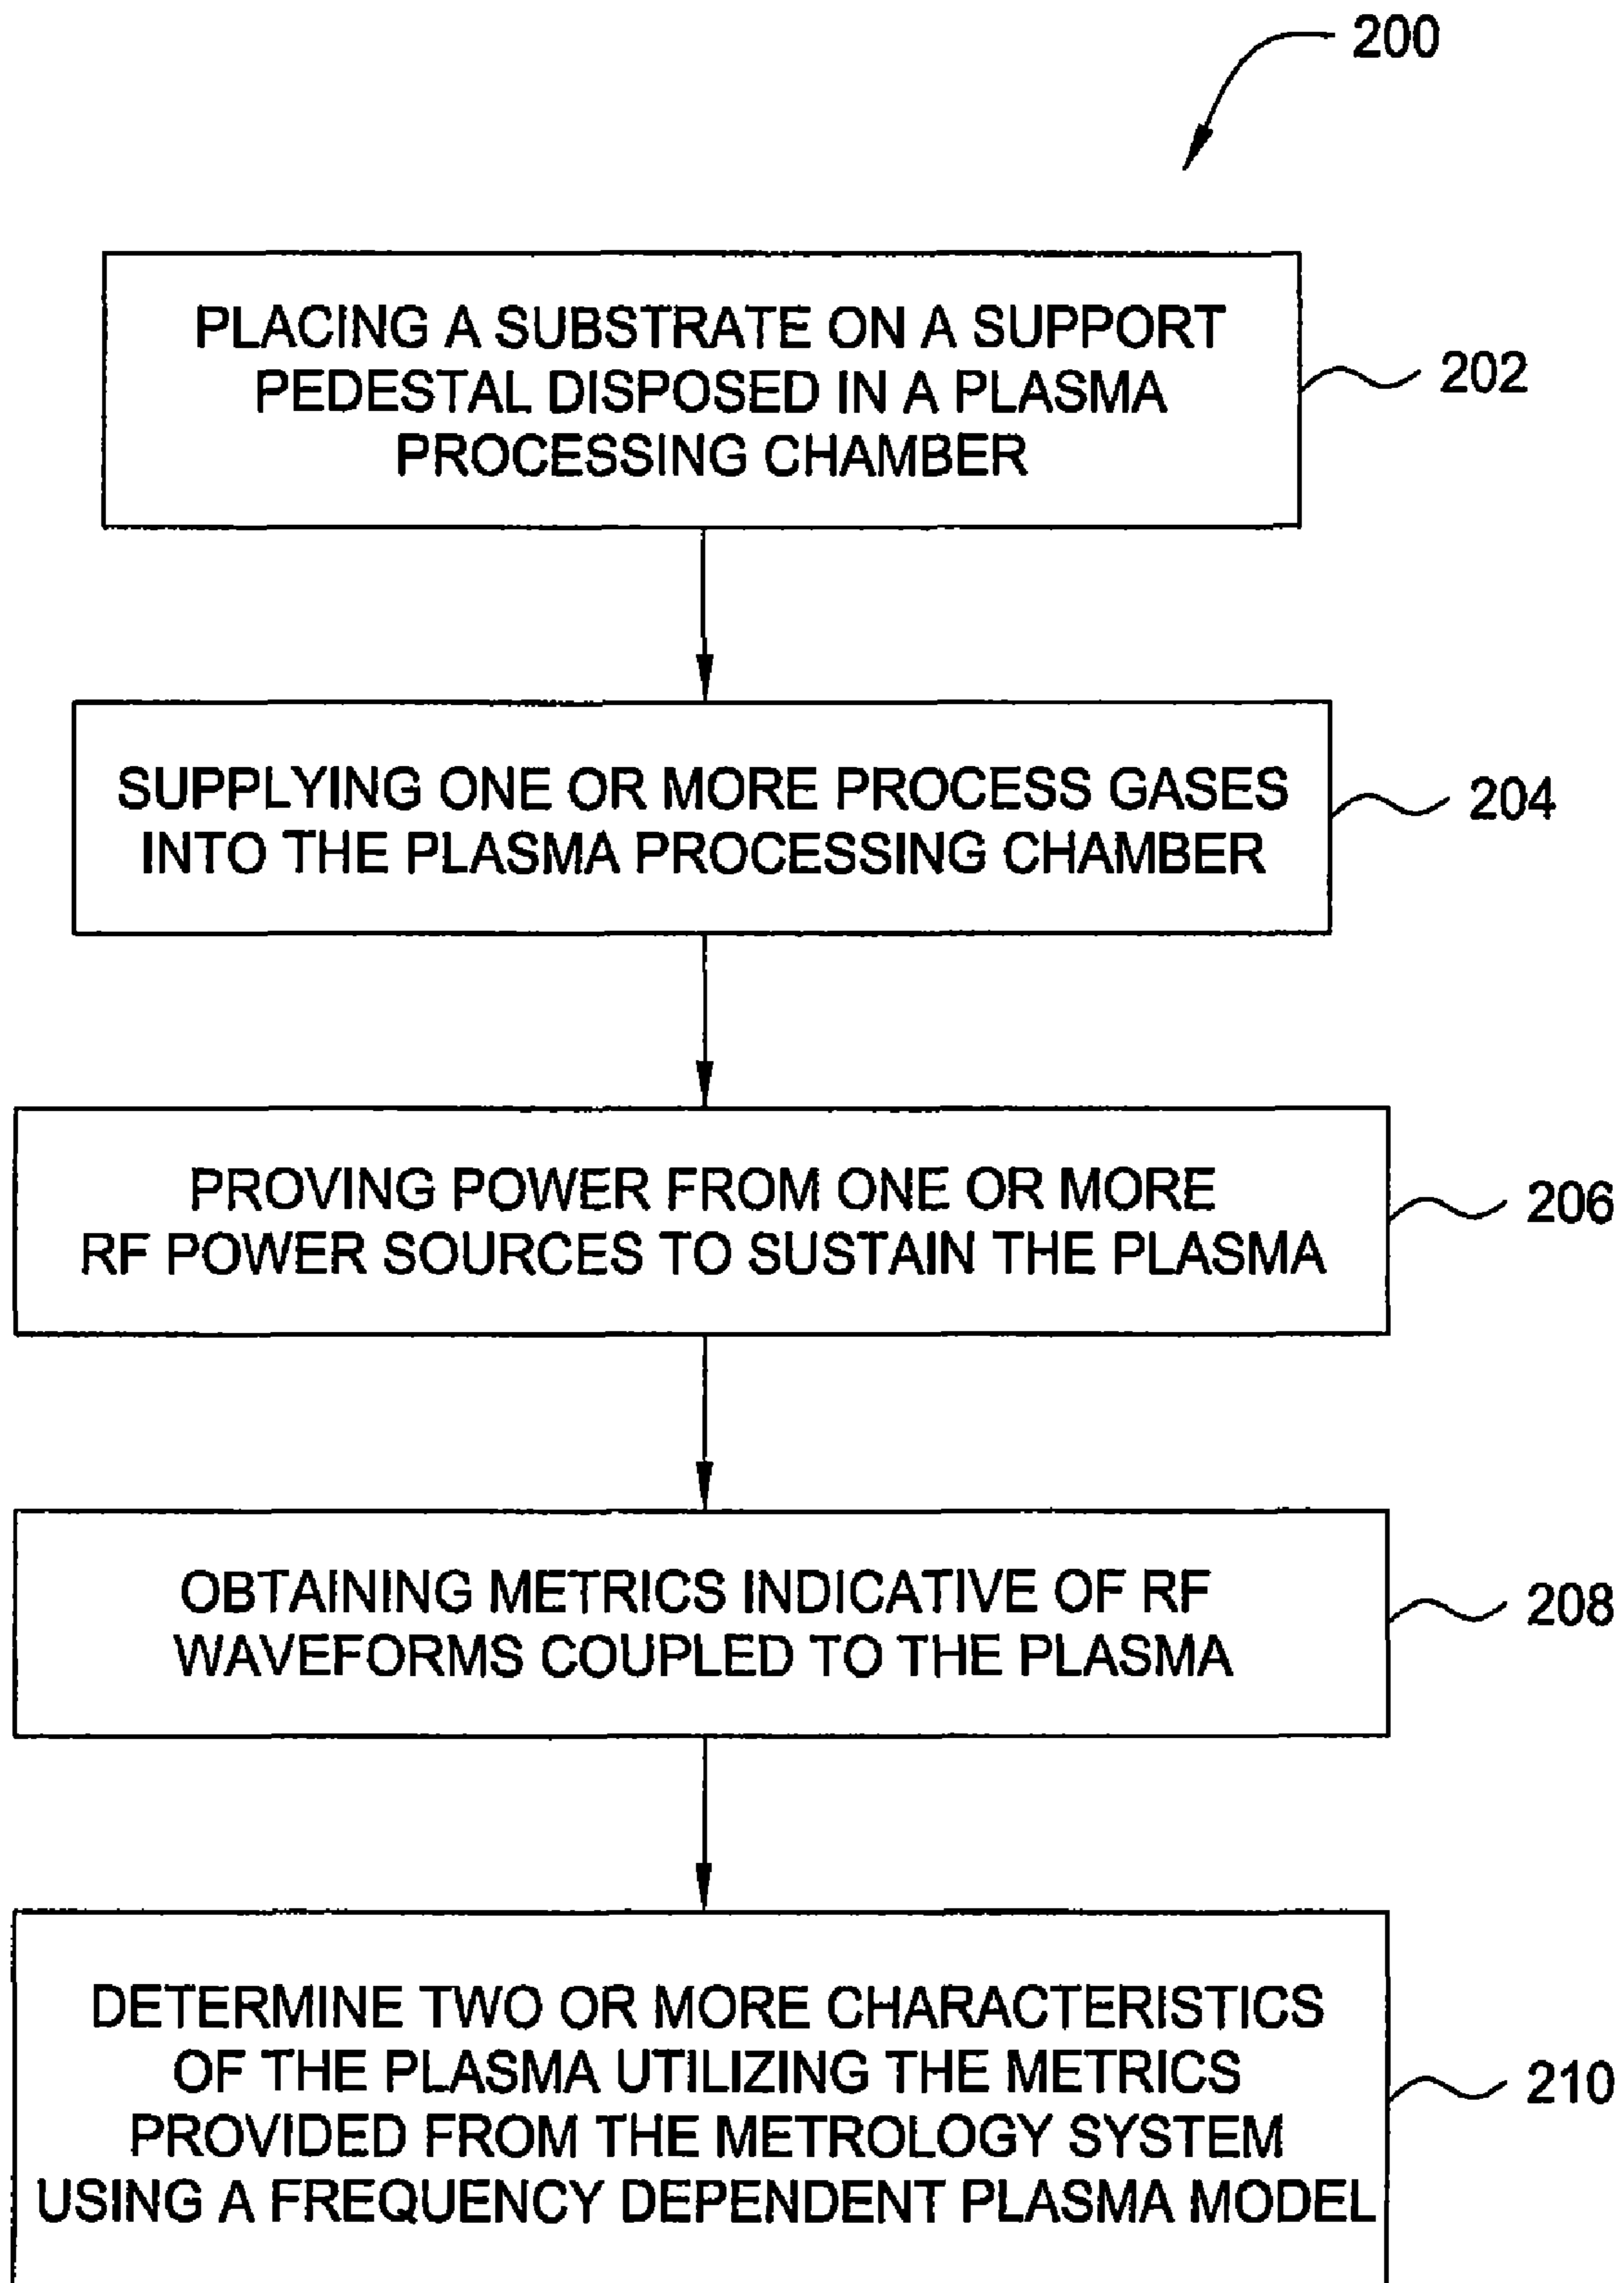 200
PLACING A SUBSTRATE ON A SUPPORT
PEDESTAL DISPOSED IN A PLASMA
PROCESSING CHAMBER
202
SUPPLYING ONE OR MORE PROCESS GASES
INTO THE PLASMA PROCESSING CHAMBER
204
PROVING POWER FROM ONE OR MORE
RF POWER SOURCES TO SUSTAIN THE PLASMA
206
OBTAINING METRICS INDICATIVE OF RF
WAVEFORMS COUPLED TO THE PLASMA
208
DETERMINE TWO OR MORE CHARACTERISTICS
OF THE PLASMA UTILIZING THE METRICS
PROVIDED FROM THE METROLOGY SYSTEM
USING A FREQUENCY DEPENDENT PLASMA MODEL
210